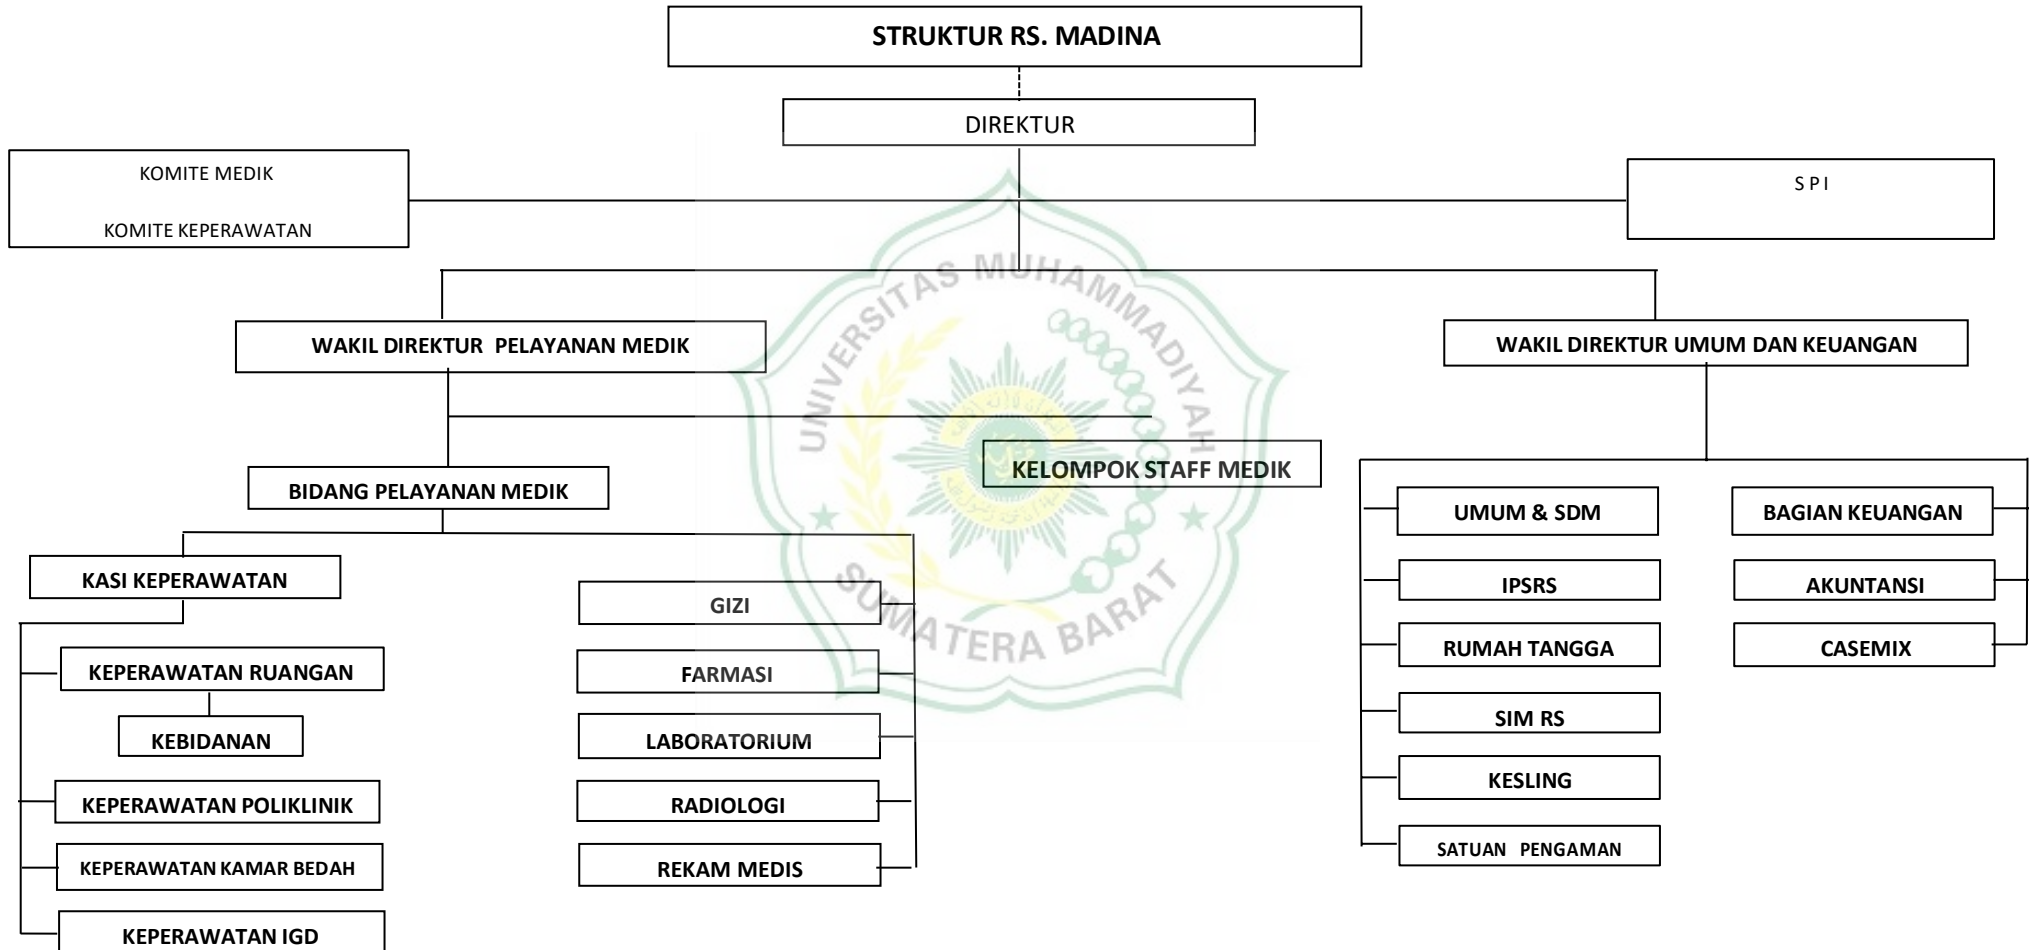 STRUKTUR RS. MADINA
DIREKTUR
KOMITE MEDIK
KOMITE KEPERAWATAN
S P I
WAKIL DIREKTUR PELAYANAN MEDIK
WAKIL DIREKTUR UMUM DAN KEUANGAN
KELOMPOK STAFF MEDIK
BIDANG PELAYANAN MEDIK
KASI KEPERAWATAN
KEPERAWATAN RUANGAN
KEBIDANAN
KEPERAWATAN POLIKLINIK
KEPERAWATAN KAMAR BEDAH
KEPERAWATAN IGD
GIZI
FARMASI
LABORATORIUM
RADIOLOGI
REKAM MEDIS
UMUM & SDM
IPSRS
RUMAH TANGGA
SIM RS
KESLING
SATUAN PENGAMAN
BAGIAN KEUANGAN
AKUNTANSI
CASEMIX
UNIVERSITAS MUHAMMADIYAH
SUMATERA BARAT